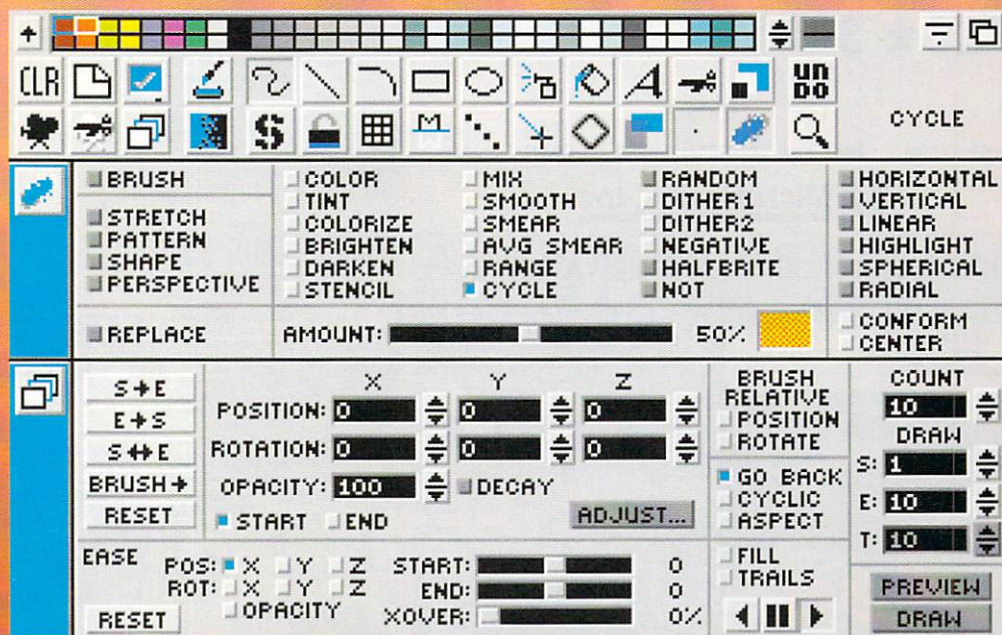 CLR
UNDO
CYCLE
BRUSH
STRETCH
PATTERN
SHAPE
PERSPECTIVE
COLOR
TINT
COLORIZE
BRIGHTEN
DARKEN
STENCIL
MIX
SMOOTH
SMEAR
AVG SMEAR
RANGE
CYCLE
RANDOM
DITHER1
DITHER2
NEGATIVE
HALFBRITE
NOT
HORIZONTAL
VERTICAL
LINEAR
HIGHLIGHT
SPHERICAL
RADIAL
REPLACE
AMOUNT: 50%
CONFORM
CENTER
S→E
E→S
S↔E
BRUSH→
RESET
X Y Z
POSITION: 0 0 0
ROTATION: 0 0 0
OPACITY: 100 DECAY
START END ADJUST...
BRUSH
RELATIVE
POSITION
ROTATE
GO BACK
CYCLIC
ASPECT
FILL
TRAILS
COUNT
10
DRAW
S: 1
E: 10
T: 10
PREVIEW
DRAW
EASE
POS: X Y Z
ROT: X Y Z
OPACITY
RESET
START: 0
END: 0
XOVER: 0%